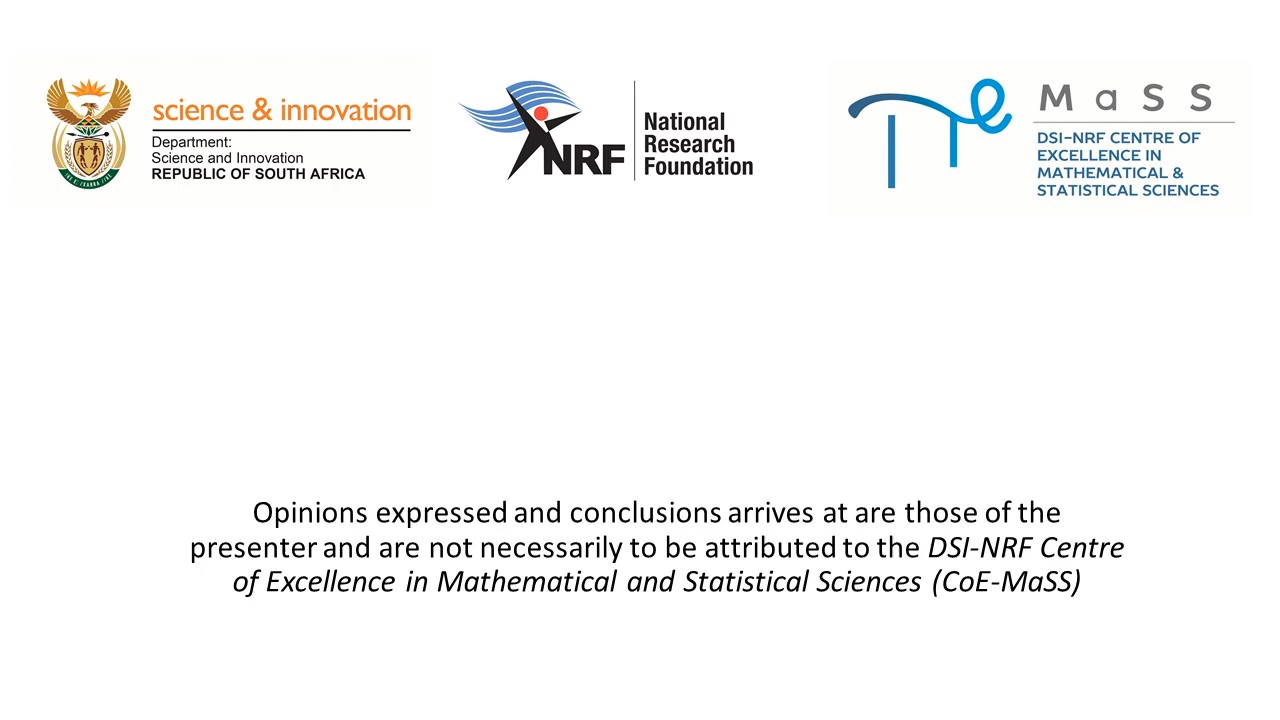 science & innovation
Department:
Science and Innovation
REPUBLIC OF SOUTH AFRICA
NRF
National
Research
Foundation
MaSS
DSI-NRF CENTRE OF
EXCELLENCE IN
MATHEMATICAL &
STATISTICAL SCIENCES
Opinions expressed and conclusions arrives at are those of the
presenter and are not necessarily to be attributed to the DSI-NRF Centre
of Excellence in Mathematical and Statistical Sciences (CoE-MaSS)